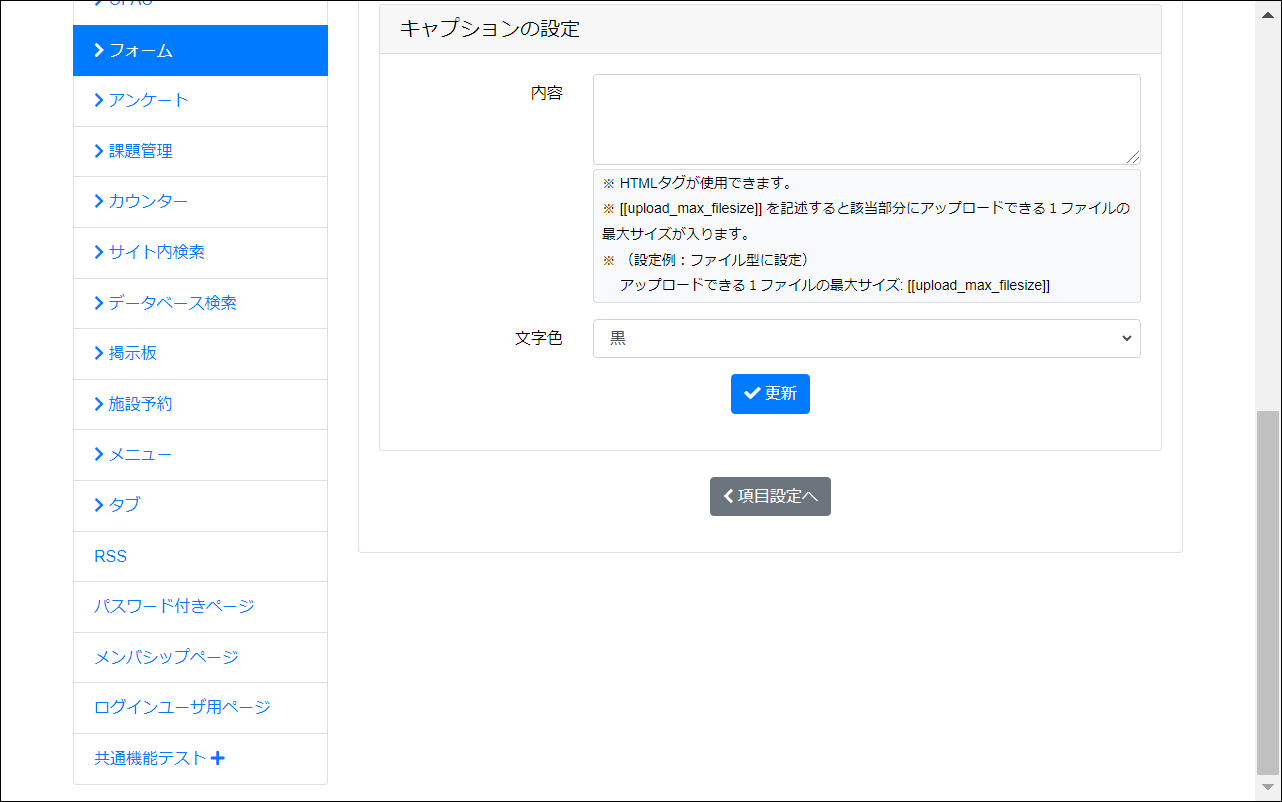 フォーム
アンケート
課題管理
カウンター
サイト内検索
データベース検索
掲示板
施設予約
メニュー
タブ
RSS
パスワード付きページ
メンバシップページ
ログインユーザ用ページ
共通機能テスト
キャプションの設定
内容
※ HTMLタグが使用できます。
※ [[upload_max_filesize]] を記述すると該当部分にアップロードできる１ファイルの
最大サイズが入ります。
※ （設定例：ファイル型に設定）
アップロードできる１ファイルの最大サイズ: [[upload_max_filesize]]
文字色
黒
更新
項目設定へ